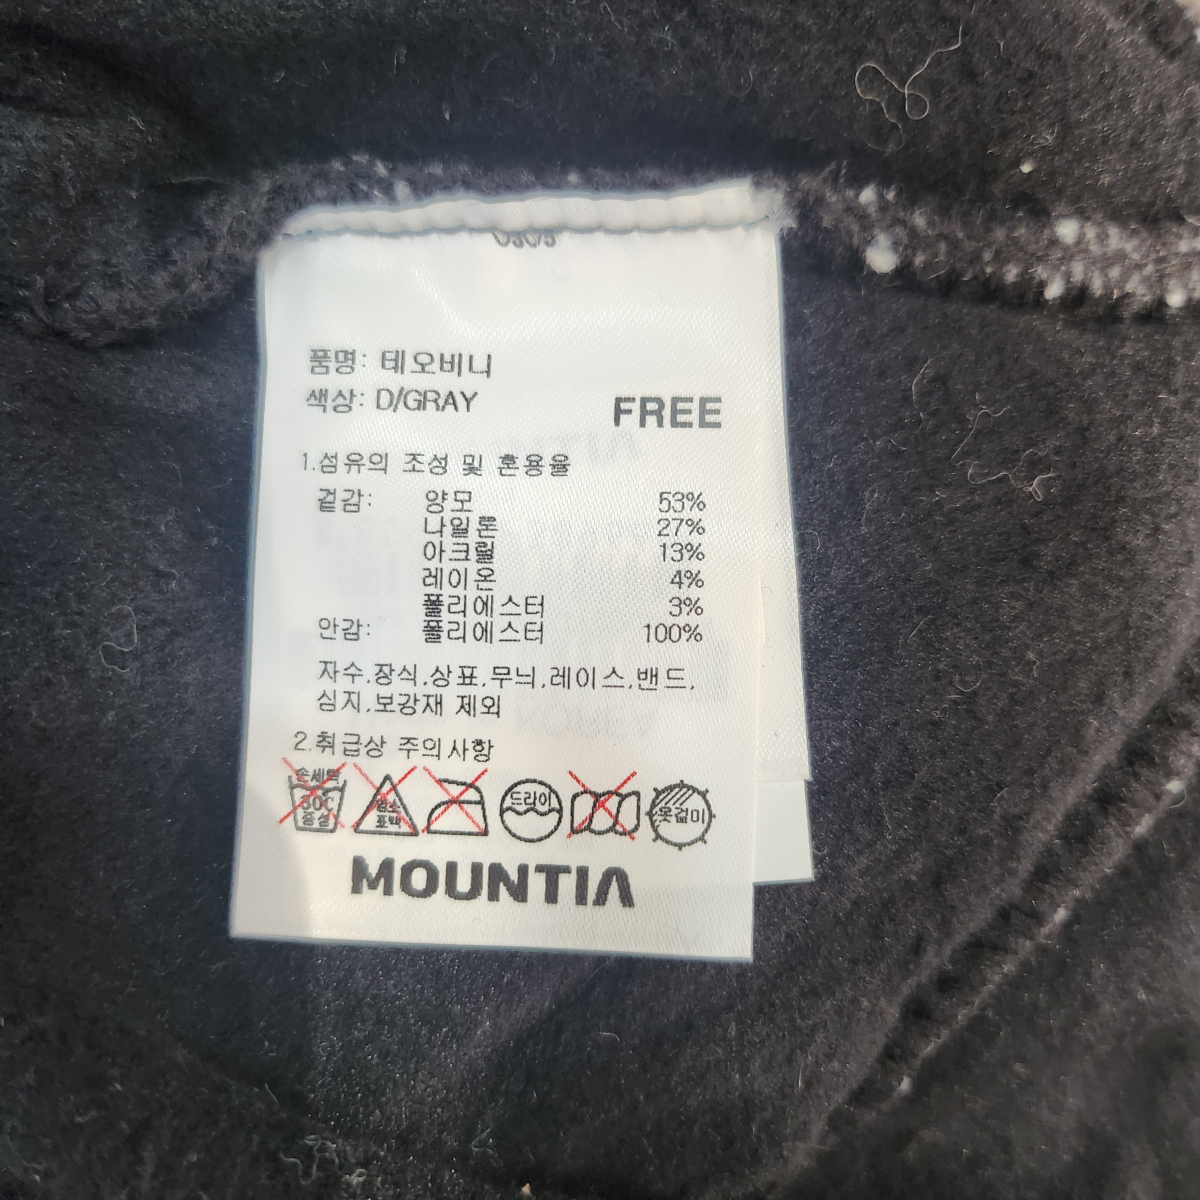 품명: 테오비니
색상: D/GRAY
FREE
1.섬유의 조성 및 혼용율
겉감: 양모 53%
나일론 27%
아크릴 13%
레이온 4%
폴리에스터 3%
안감: 폴리에스터 100%
자수,장식,상표,무늬,레이스,밴드,
심지,보강재 제외
2.취급상 주의사항
손세탁 30℃ 중성 염소 표백 드라이 옷걸이
MOUNTIA